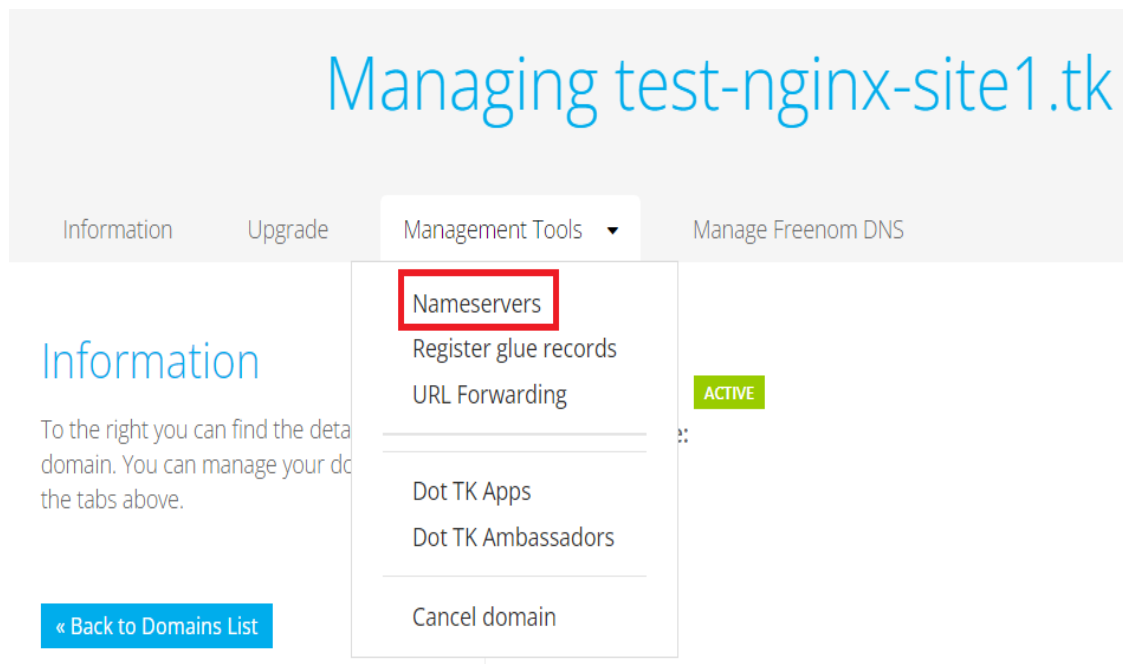 Managing test-nginx-site1.tk
Information
Upgrade
Management Tools
Manage Freenom DNS
Nameservers
Register glue records
URL Forwarding
Dot TK Apps
Dot TK Ambassadors
Cancel domain
Information
To the right you can find the deta
domain. You can manage your do
the tabs above.
ACTIVE
e:
« Back to Domains List